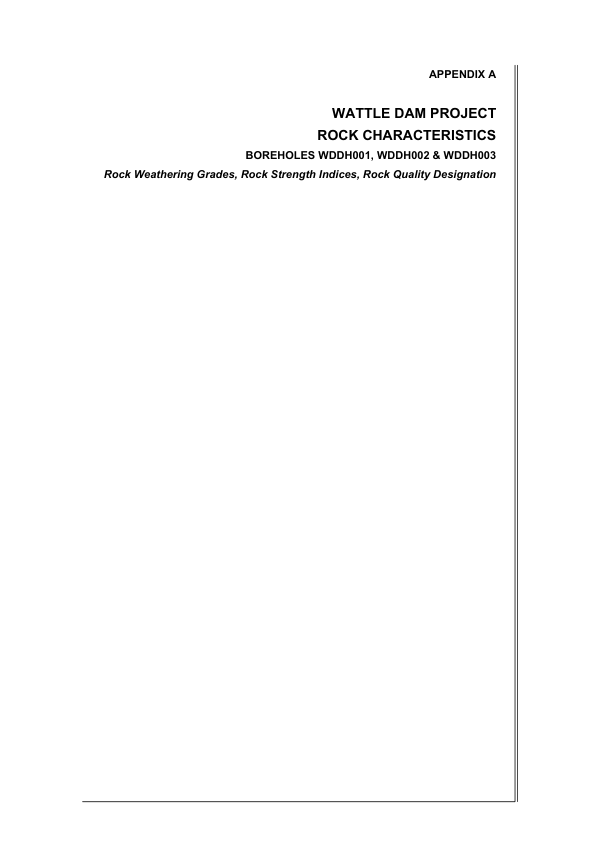 APPENDIX A
WATTLE DAM PROJECT
ROCK CHARACTERISTICS
BOREHOLES WDDH001, WDDH002 & WDDH003
Rock Weathering Grades, Rock Strength Indices, Rock Quality Designation